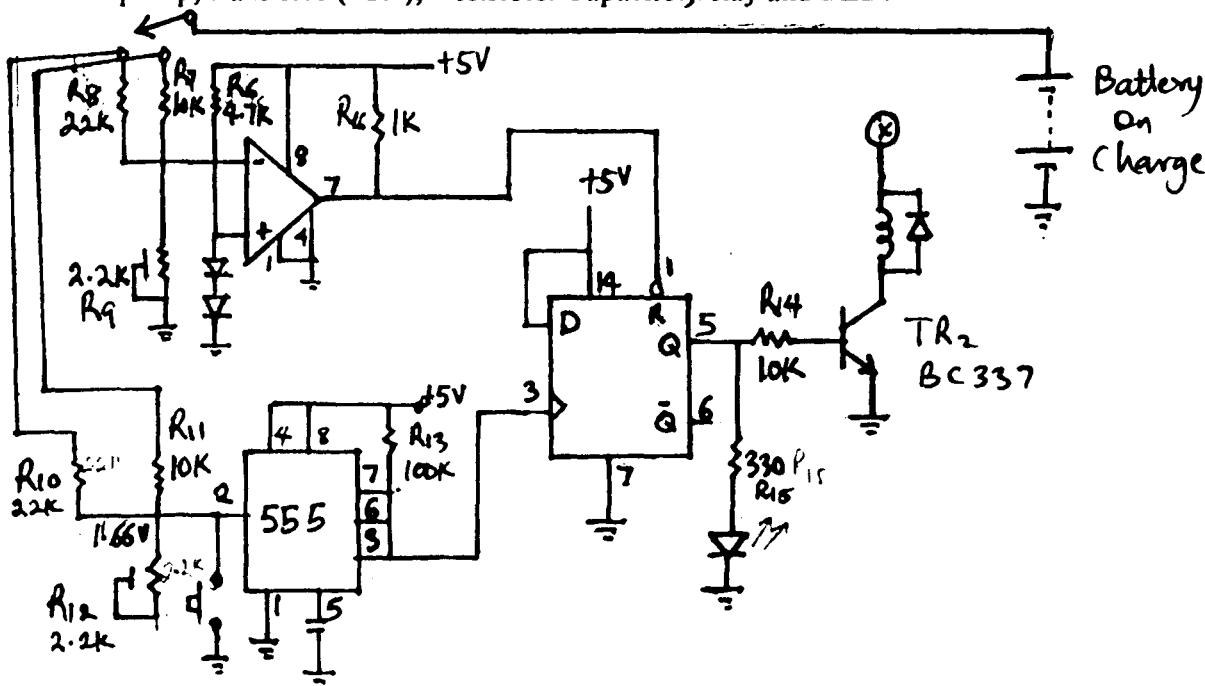 R8
22K
R7
10K
R6
4.7K
+5V
R16
1K
-
8
7
+
4
1
2.2K
R9
+5V
14
1
D
R
Q
5
3
Q̄
6
7
R14
10K
TR2
BC337
X
Battery
On
Charge
R10
22K
R11
10K
1.66V
R12
2.2K
2
+5V
4
8
R13
100K
7
6
3
555
1
5
330
R15